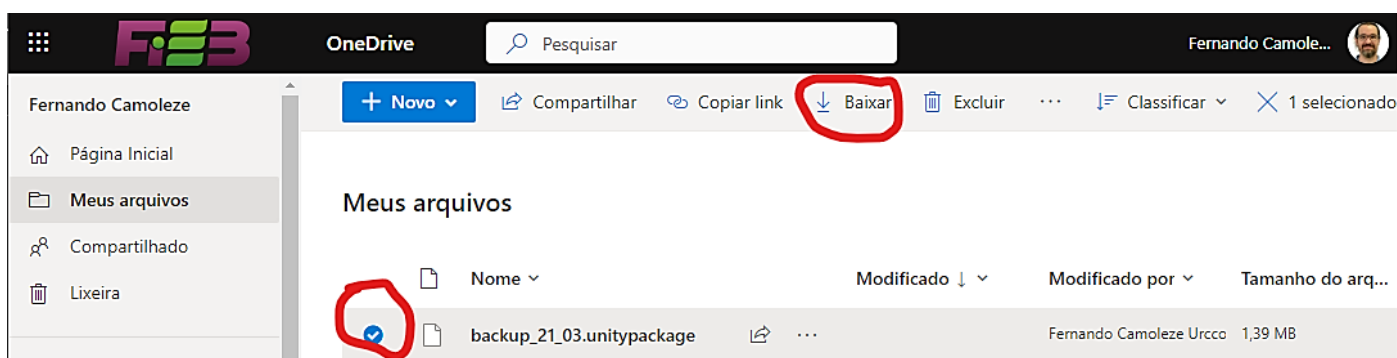 FIEB OneDrive Pesquisar Fernando Camole...
Fernando Camoleze
+ Novo Compartilhar Copiar link Baixar Excluir ... Classificar 1 selecionado
Página Inicial
Meus arquivos
Compartilhado
Lixeira
Meus arquivos
Nome Modificado ↓ Modificado por Tamanho do arq...
backup_21_03.unitypackage ... Fernando Camoleze Urcco 1,39 MB